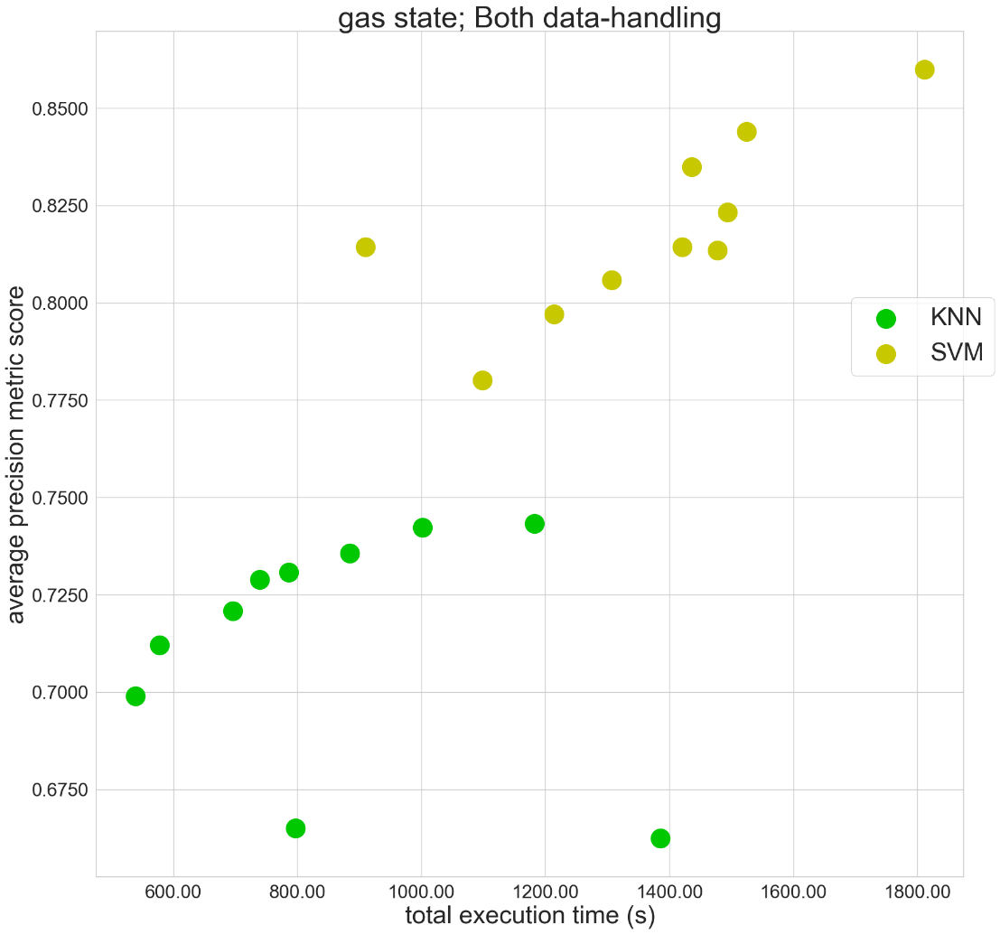 gas state; Both data-handling
0.8500
0.8250
0.8000
0.7750
0.7500
0.7250
0.7000
0.6750
average precision metric score
KNN
SVM
600.00 800.00 1000.00 1200.00 1400.00 1600.00 1800.00
total execution time (s)